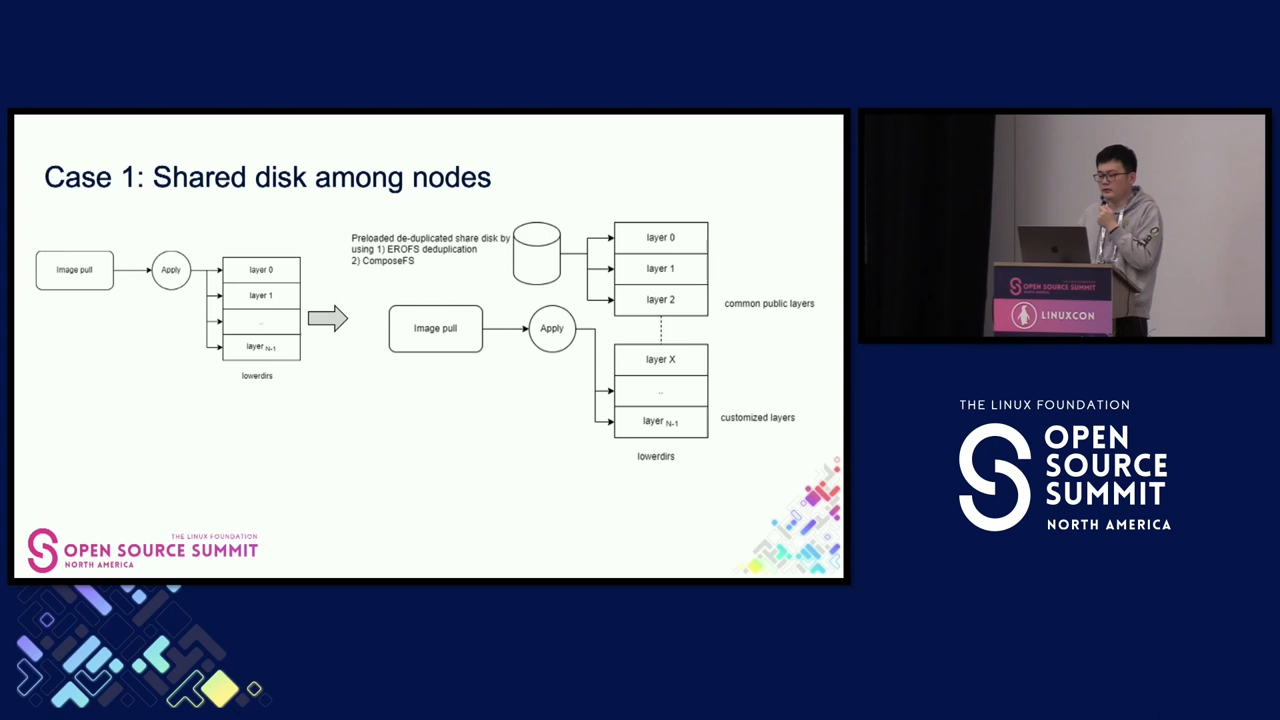 Case 1: Shared disk among nodes
Image pull
Apply
layer 0
layer 1
..
layer N-1
lowerdirs
Preloaded de-duplicated share disk by
using 1) EROFS deduplication
2) ComposeFS
Image pull
Apply
layer 0
layer 1
layer 2
common public layers
layer X
..
layer N-1
customized layers
lowerdirs
THE LINUX FOUNDATION
OPEN SOURCE SUMMIT
NORTH AMERICA
OPEN SOURCE SUMMIT
NORTH AMERICA
LINUXCON
THE LINUX FOUNDATION
OPEN
SOURCE
SUMMIT
NORTH AMERICA